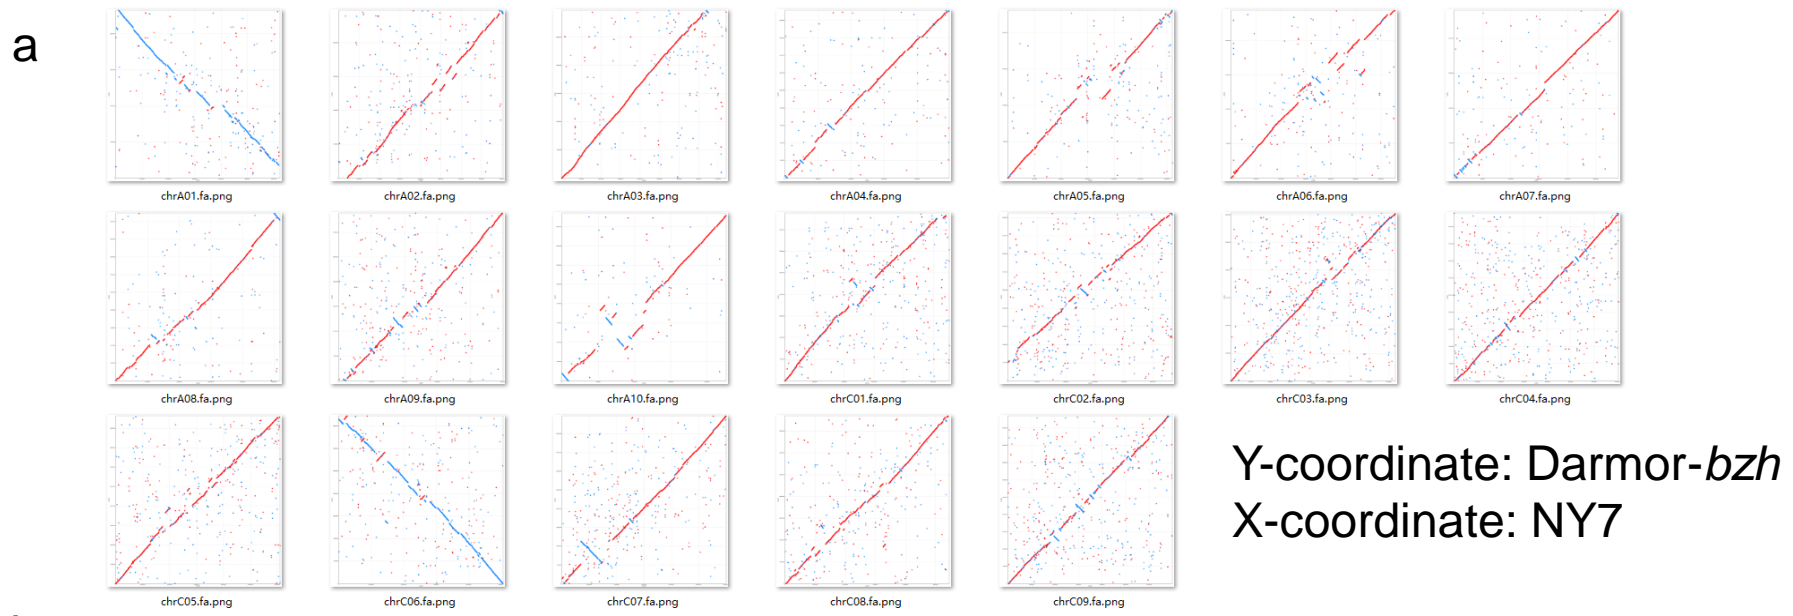 a
chrA01.fa.png chrA02.fa.png chrA03.fa.png chrA04.fa.png chrA05.fa.png chrA06.fa.png chrA07.fa.png
chrA08.fa.png chrA09.fa.png chrA10.fa.png chrC01.fa.png chrC02.fa.png chrC03.fa.png chrC04.fa.png
Y-coordinate: Darmor-bzh
X-coordinate: NY7
chrC05.fa.png chrC06.fa.png chrC07.fa.png chrC08.fa.png chrC09.fa.png